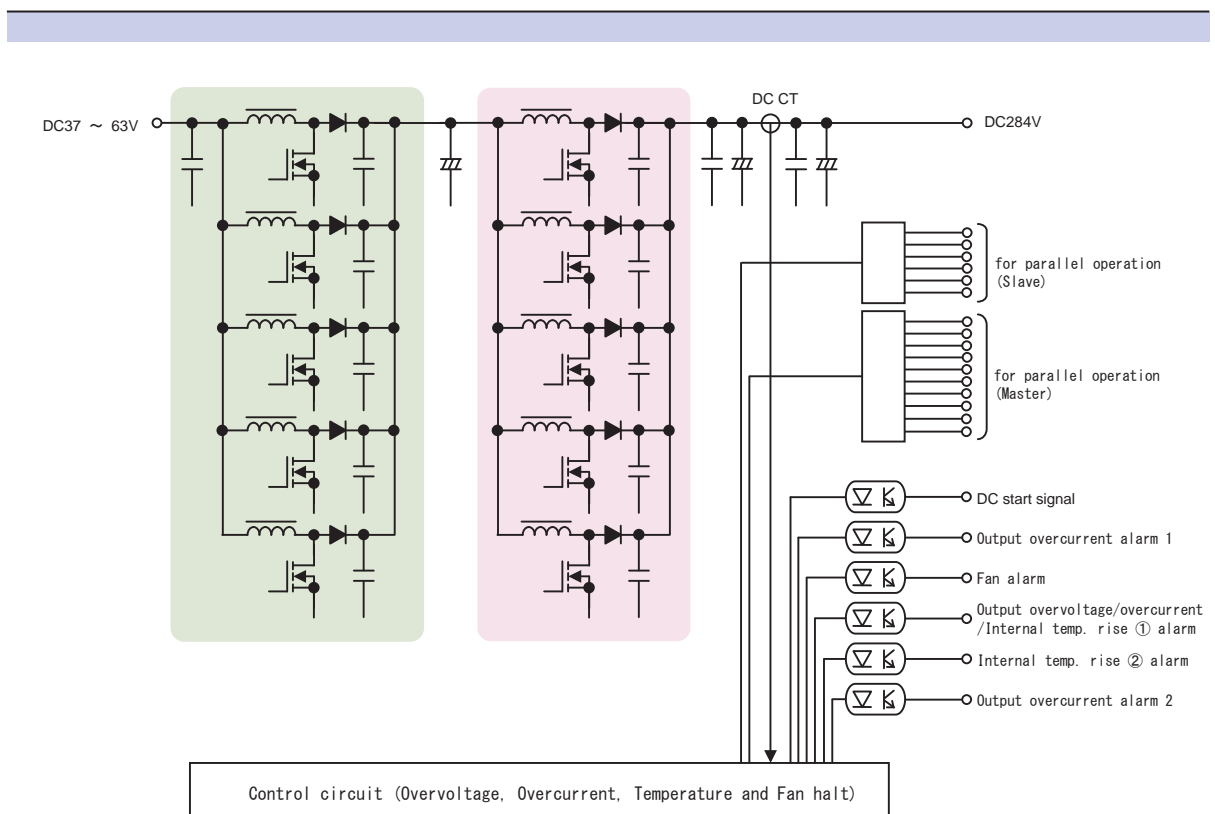 DC CT
DC37 ~ 63V
DC284V
for parallel operation
(Slave)
for parallel operation
(Master)
DC start signal
Output overcurrent alarm 1
Fan alarm
Output overvoltage/overcurrent
/Internal temp. rise ① alarm
Internal temp. rise ② alarm
Output overcurrent alarm 2
Control circuit (Overvoltage, Overcurrent, Temperature and Fan halt)